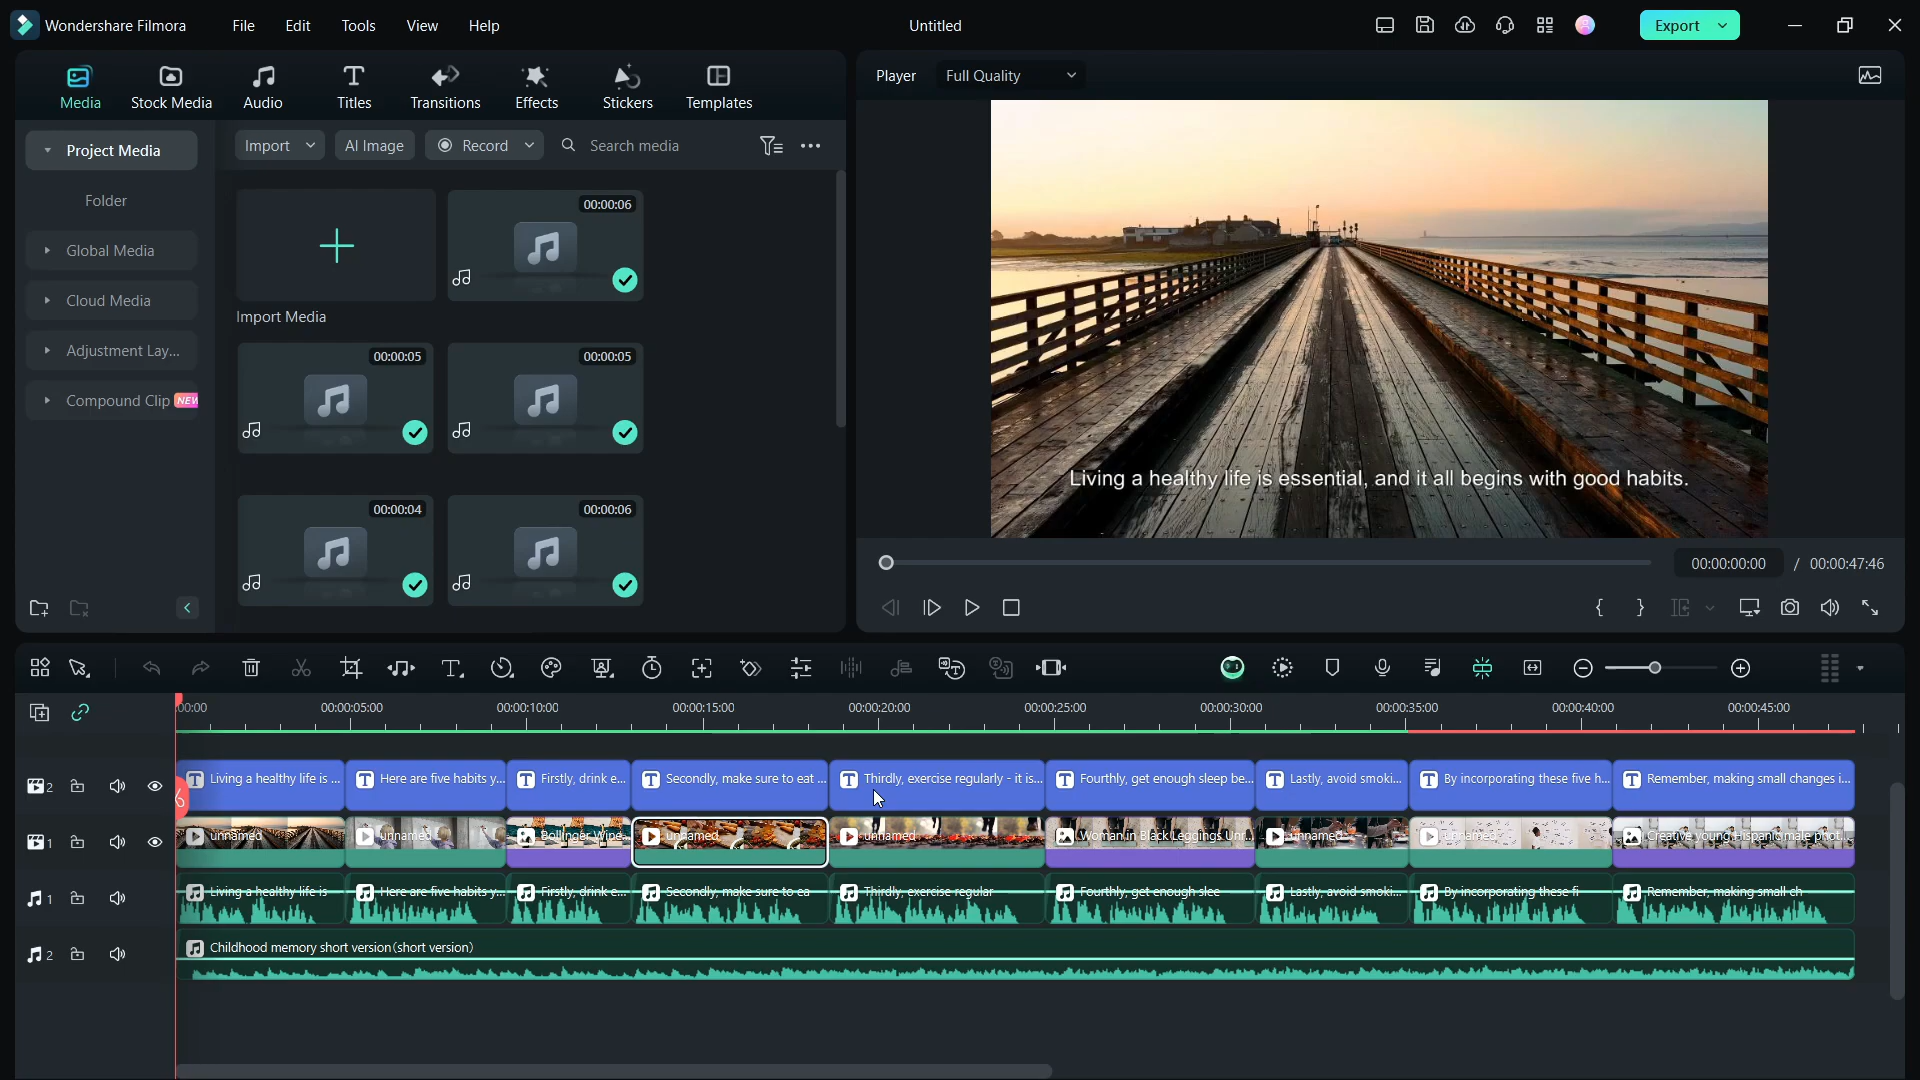 Wondershare Filmora
File
Edit
Tools
View
Help
Untitled
Export
Media
Stock Media
Audio
Titles
Transitions
Effects
Stickers
Templates
Player
Full Quality
Project Media
Folder
Global Media
Cloud Media
Adjustment Lay...
Compound Clip
NEW
Import
AI Image
Record
Search media
00:00:06
Import Media
00:00:05
00:00:05
00:00:04
00:00:06
Living a healthy life is essential, and it all begins with good habits.
00:00:00:00
/ 00:00:47:46
:00:00
00:00:05:00
00:00:10:00
00:00:15:00
00:00:20:00
00:00:25:00
00:00:30:00
00:00:35:00
00:00:40:00
00:00:45:00
2
Living a healthy life is ...
Here are five habits y...
Firstly, drink e...
Secondly, make sure to eat ...
Thirdly, exercise regularly - it is...
Fourthly, get enough sleep be...
Lastly, avoid smoki...
By incorporating these five h...
Remember, making small changes i...
1
unnamed
unnamed
Bollinger Wipe...
unnamed
unnamed
Woman in Black Leggings Unr...
unnamed
unnamed
Creative young Hispanic male phot...
1
Living a healthy life is
Here are five habits y...
Firstly, drink e...
Secondly, make sure to ea
Thirdly, exercise regular
Fourthly, get enough slee
Lastly, avoid smoki...
By incorporating these fi
Remember, making small ch
2
Childhood memory short version(short version)